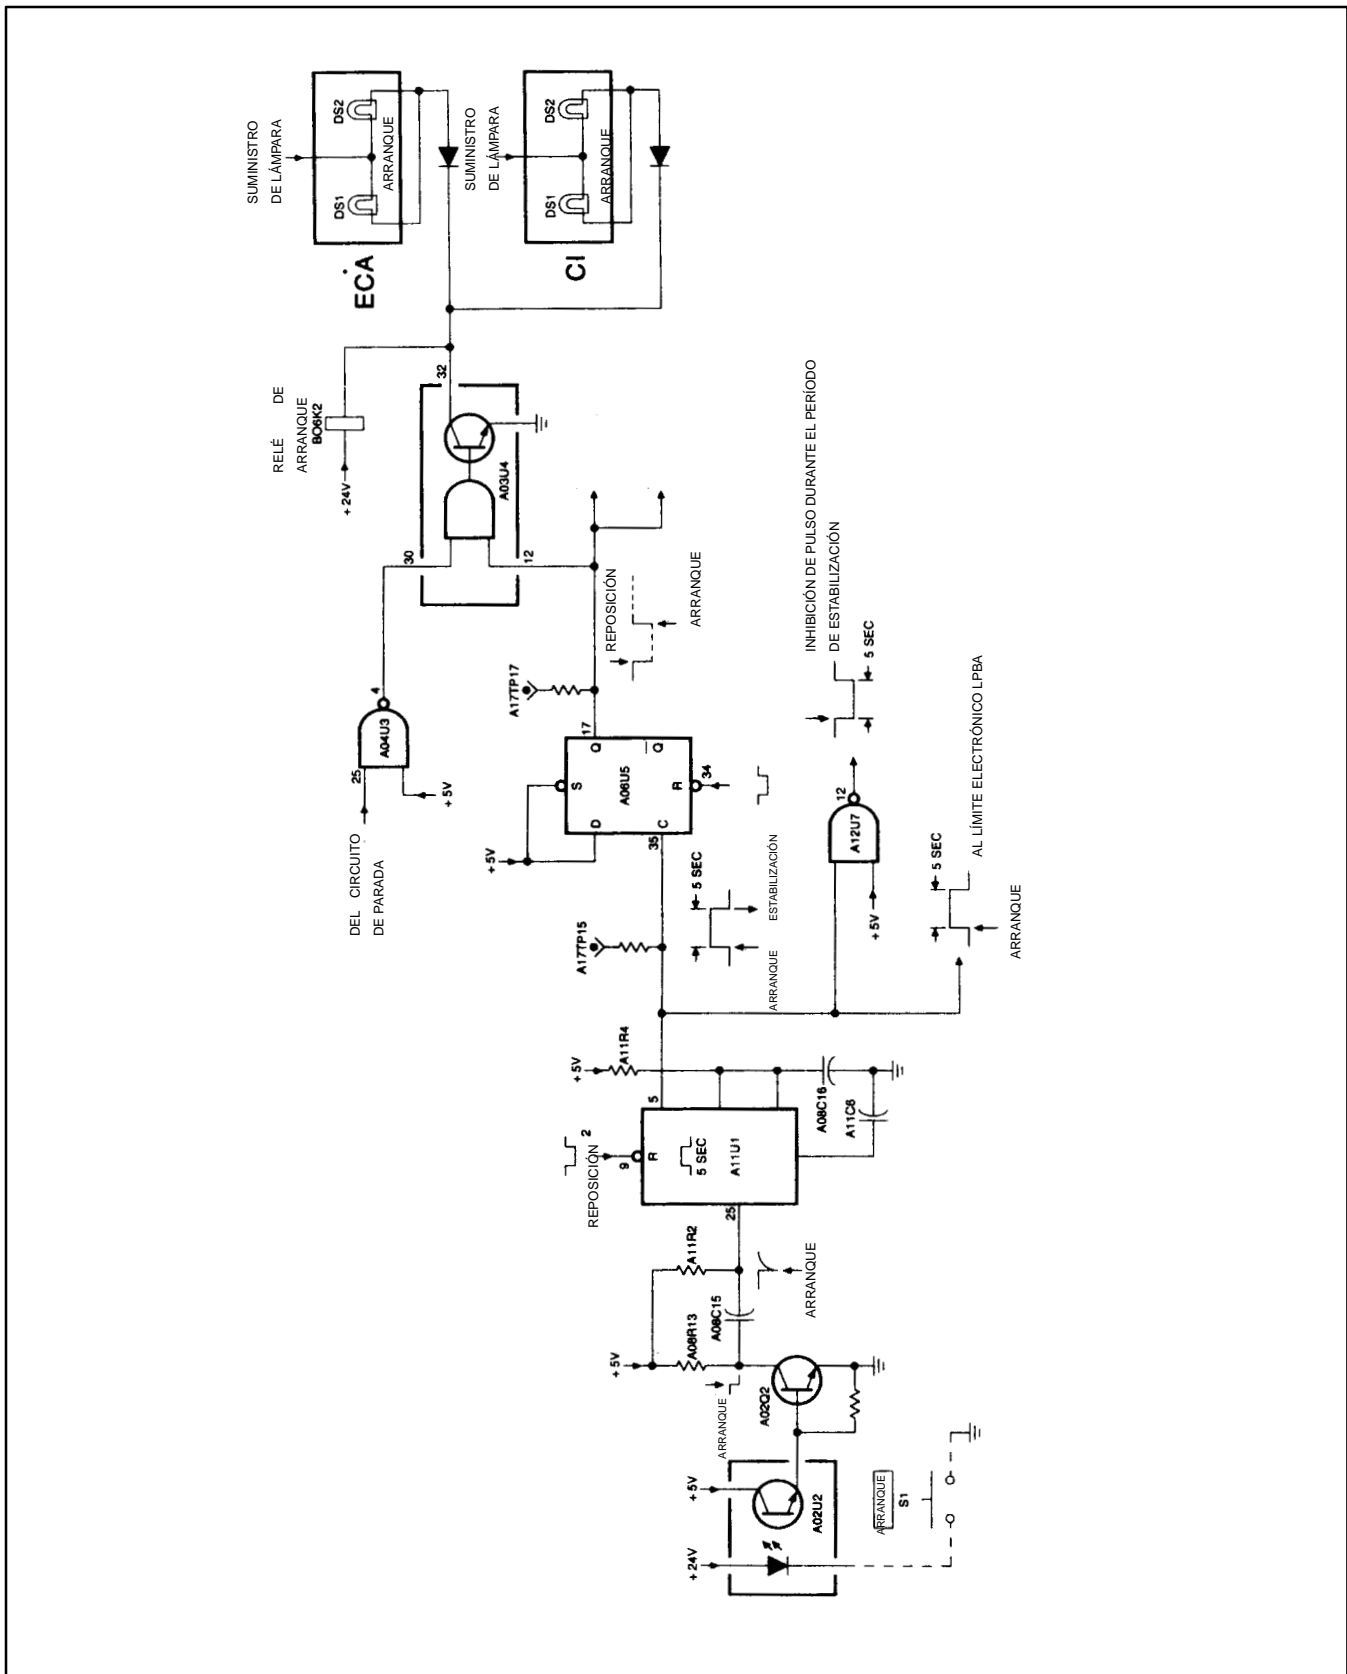 SUMINISTRO
DE LÁMPARA
DS1
DS2
ARRANQUE
ECA
SUMINISTRO
DE LÁMPARA
DS1
DS2
ARRANQUE
CI
RELÉ DE
ARRANQUE
BO6K2
+24V
32
A03U4
30
12
DEL CIRCUITO
DE PARADA
25
A04U3
4
+5V
A17TP17
REPOSICIÓN
ARRANQUE
+5V
17
S
D
Q
A06U5
Q
C
R
35
34
INHIBICIÓN DE PULSO DURANTE EL PERÍODO
DE ESTABILIZACIÓN
5 SEC
12
A12U7
+5V
A17TP15
5 SEC
ARRANQUE
ESTABILIZACIÓN
5 SEC
AL LÍMITE ELECTRÓNICO LPBA
ARRANQUE
+5V
A11R4
5
REPOSICIÓN
2
9
R
5 SEC
A11U1
25
A08C16
A11C6
+5V
A11R2
A08R13
A08C15
ARRANQUE
ARRANQUE
A02Q2
+5V
+24V
A02U2
ARRANQUE
S1